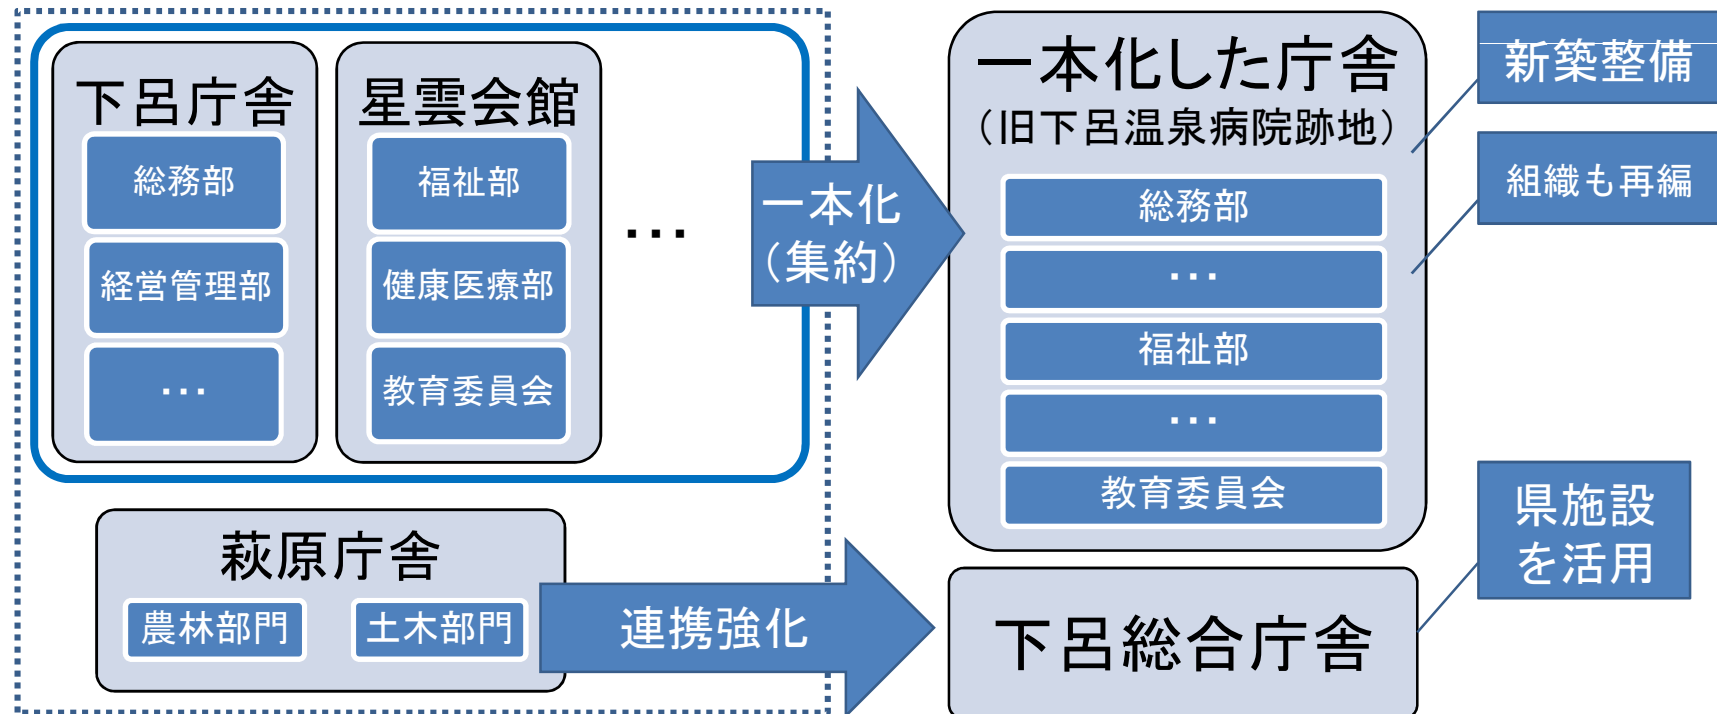 下呂庁舎
総務部
経営管理部
･･･
星雲会館
福祉部
健康医療部
教育委員会
･･･
一本化
（集約）
一本化した庁舎
（旧下呂温泉病院跡地）
総務部
･･･
福祉部
･･･
教育委員会
新築整備
組織も再編
萩原庁舎
農林部門
土木部門
連携強化
下呂総合庁舎
県施設
を活用